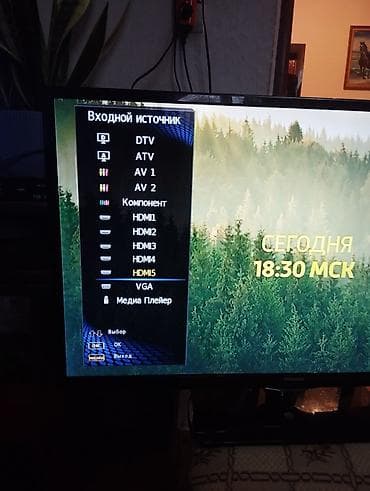 Входной источник
DTV
ATV
AV 1
AV 2
Компонент
HDMI1
HDMI2
HDMI3
HDMI4
HDMI5
VGA
Медиа Плейер
Выбор
OK
Выход
СЕГОДНЯ
18:30 МСК